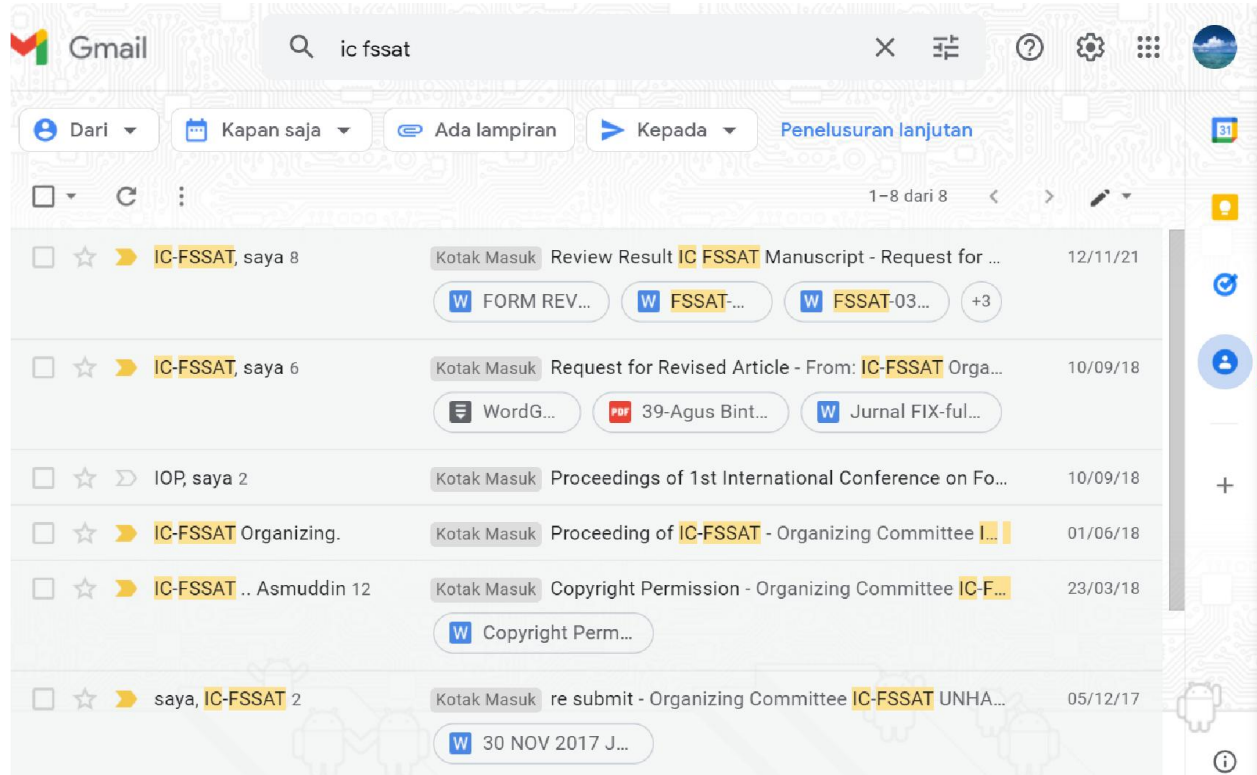 Gmail
ic fssat
Dari
Kapan saja
Ada lampiran
Kepada
Penelusuran lanjutan
31
1–8 dari 8
IC-FSSAT, saya 8 Kotak Masuk Review Result IC FSSAT Manuscript - Request for ... 12/11/21
W FORM REV... W FSSAT-... W FSSAT-03... +3
IC-FSSAT, saya 6 Kotak Masuk Request for Revised Article - From: IC-FSSAT Orga... 10/09/18
WordG... PDF 39-Agus Bint... W Jurnal FIX-ful...
IOP, saya 2 Kotak Masuk Proceedings of 1st International Conference on Fo... 10/09/18
IC-FSSAT Organizing. Kotak Masuk Proceeding of IC-FSSAT - Organizing Committee I... 01/06/18
IC-FSSAT .. Asmuddin 12 Kotak Masuk Copyright Permission - Organizing Committee IC-F... 23/03/18
W Copyright Perm...
saya, IC-FSSAT 2 Kotak Masuk re submit - Organizing Committee IC-FSSAT UNHA... 05/12/17
W 30 NOV 2017 J...